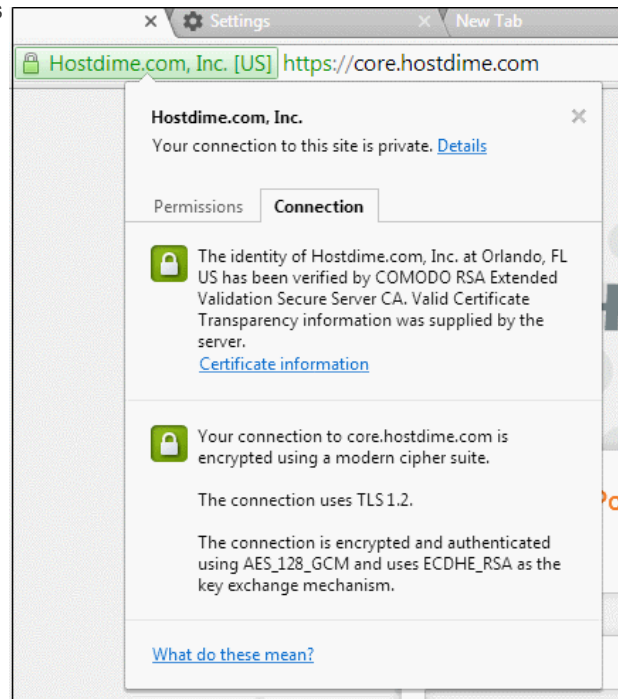 s
Settings
New Tab
Hostdime.com, Inc. [US] https://core.hostdime.com
Hostdime.com, Inc.
Your connection to this site is private. Details
Permissions Connection
The identity of Hostdime.com, Inc. at Orlando, FL
US has been verified by COMODO RSA Extended
Validation Secure Server CA. Valid Certificate
Transparency information was supplied by the
server.
Certificate information
Your connection to core.hostdime.com is
encrypted using a modern cipher suite.
The connection uses TLS 1.2.
The connection is encrypted and authenticated
using AES_128_GCM and uses ECDHE_RSA as the
key exchange mechanism.
What do these mean?